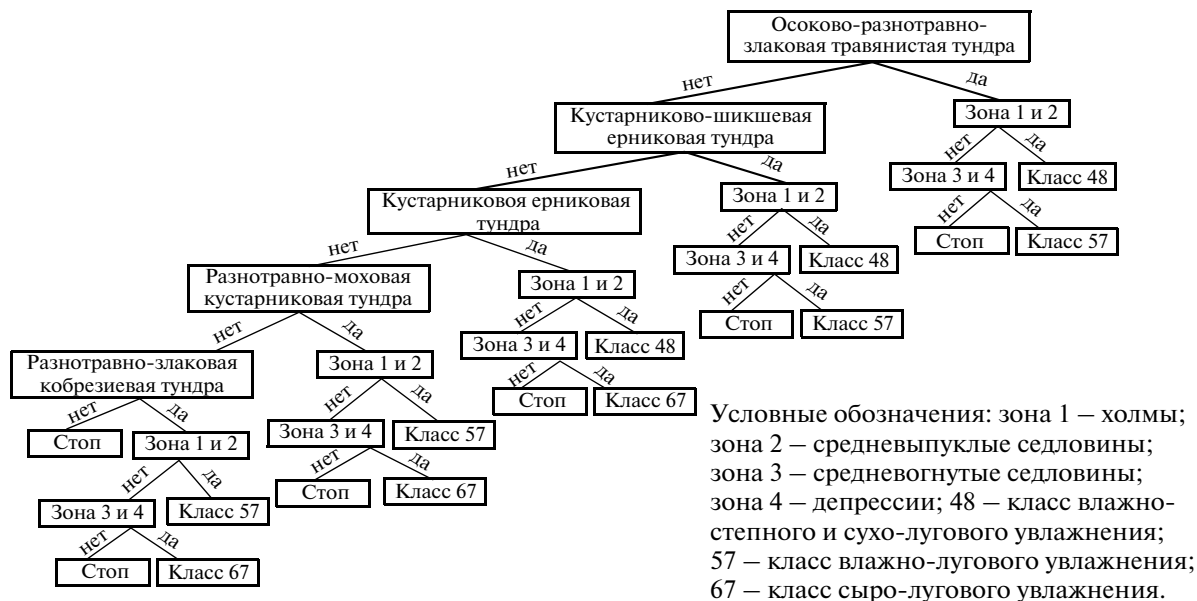 Осоково-разнотравно-
злаковая травянистая тундра
нет
да
Кустарниково-шикшевая
ерниковая тундра
Зона 1 и 2
нет
да
нет
да
Зона 3 и 4
Класс 48
Кустарниковоя ерниковая
тундра
Зона 1 и 2
нет
да
Стоп
Класс 57
нет
да
нет
да
Зона 3 и 4
Класс 48
Разнотравно-моховая
кустарниковая тундра
Зона 1 и 2
нет
да
Стоп
Класс 57
нет
да
нет
да
Зона 3 и 4
Класс 48
Разнотравно-злаковая
кобрезиевая тундра
Зона 1 и 2
нет
да
Стоп
Класс 67
да
нет
да
Стоп
Зона 1 и 2
Зона 3 и 4
Класс 57
нет
да
нет
да
Стоп
Класс 67
Зона 3 и 4
Класс 57
нет
да
Стоп
Класс 67
Условные обозначения: зона 1 – холмы;
зона 2 – средневыпуклые седловины;
зона 3 – средневогнутые седловины;
зона 4 – депрессии; 48 – класс влажно-
степного и сухо-лугового увлажнения;
57 – класс влажно-лугового увлажнения;
67 – класс сыро-лугового увлажнения.